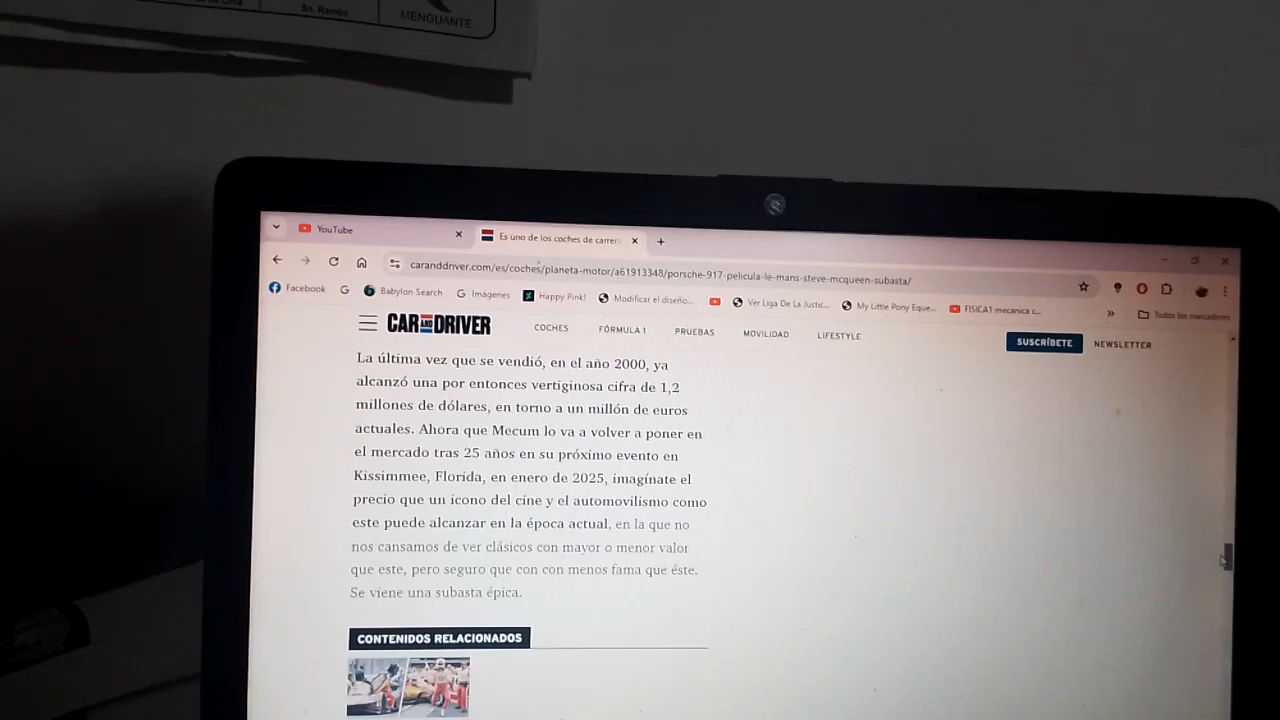 Sn. Ramón
MENGUANTE
YouTube
Es uno de los coches de carrera
caranddriver.com/es/coches/planeta-motor/a61913348/porsche-917-pelicula-le-mans-steve-mcqueen-subasta/
Facebook
Babylon Search
Imágenes
Happy Pink!
Modificar el diseño...
Ver Liga De La Justic...
My Little Pony Eque...
FISICA1 mecanica c...
Todos los marcadores
CAR AND DRIVER
COCHES
FÓRMULA 1
PRUEBAS
MOVILIDAD
LIFESTYLE
SUSCRÍBETE
NEWSLETTER
La última vez que se vendió, en el año 2000, ya
alcanzó una por entonces vertiginosa cifra de 1,2
millones de dólares, en torno a un millón de euros
actuales. Ahora que Mecum lo va a volver a poner en
el mercado tras 25 años en su próximo evento en
Kissimmee, Florida, en enero de 2025, imagínate el
precio que un icono del cine y el automovilismo como
este puede alcanzar en la época actual, en la que no
nos cansamos de ver clásicos con mayor o menor valor
que este, pero seguro que con con menos fama que éste.
Se viene una subasta épica.
CONTENIDOS RELACIONADOS